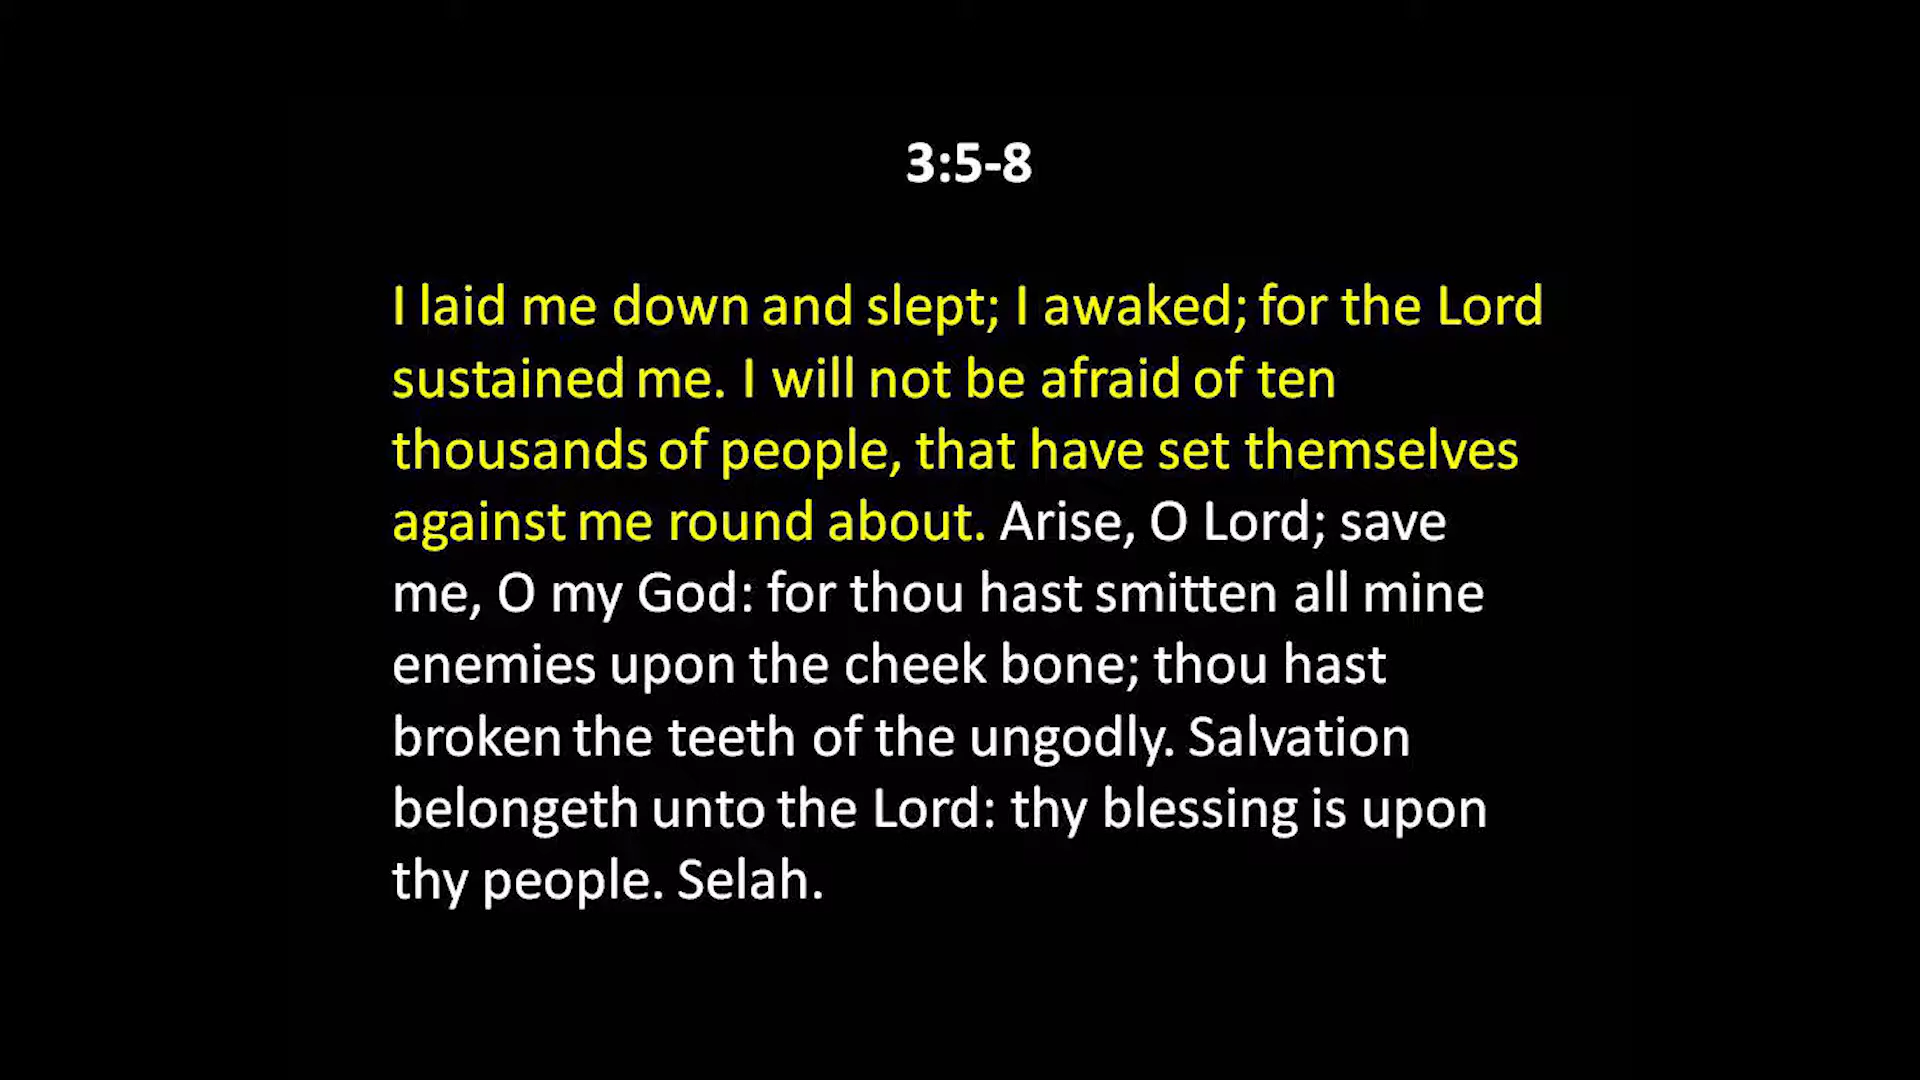 3:5-8
I laid me down and slept; I awaked; for the Lord
sustained me. I will not be afraid of ten
thousands of people, that have set themselves
against me round about. Arise, O Lord; save
me, O my God: for thou hast smitten all mine
enemies upon the cheek bone; thou hast
broken the teeth of the ungodly. Salvation
belongeth unto the Lord: thy blessing is upon
thy people. Selah.